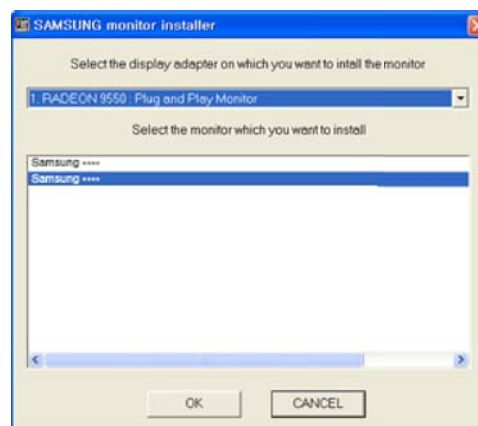 SAMSUNG monitor installer
Select the display adapter on which you want to intall the monitor
1: RADEON 9550 : Plug and Play Monitor
Select the monitor which you want to install
Samsung ****
Samsung ****
OK
CANCEL